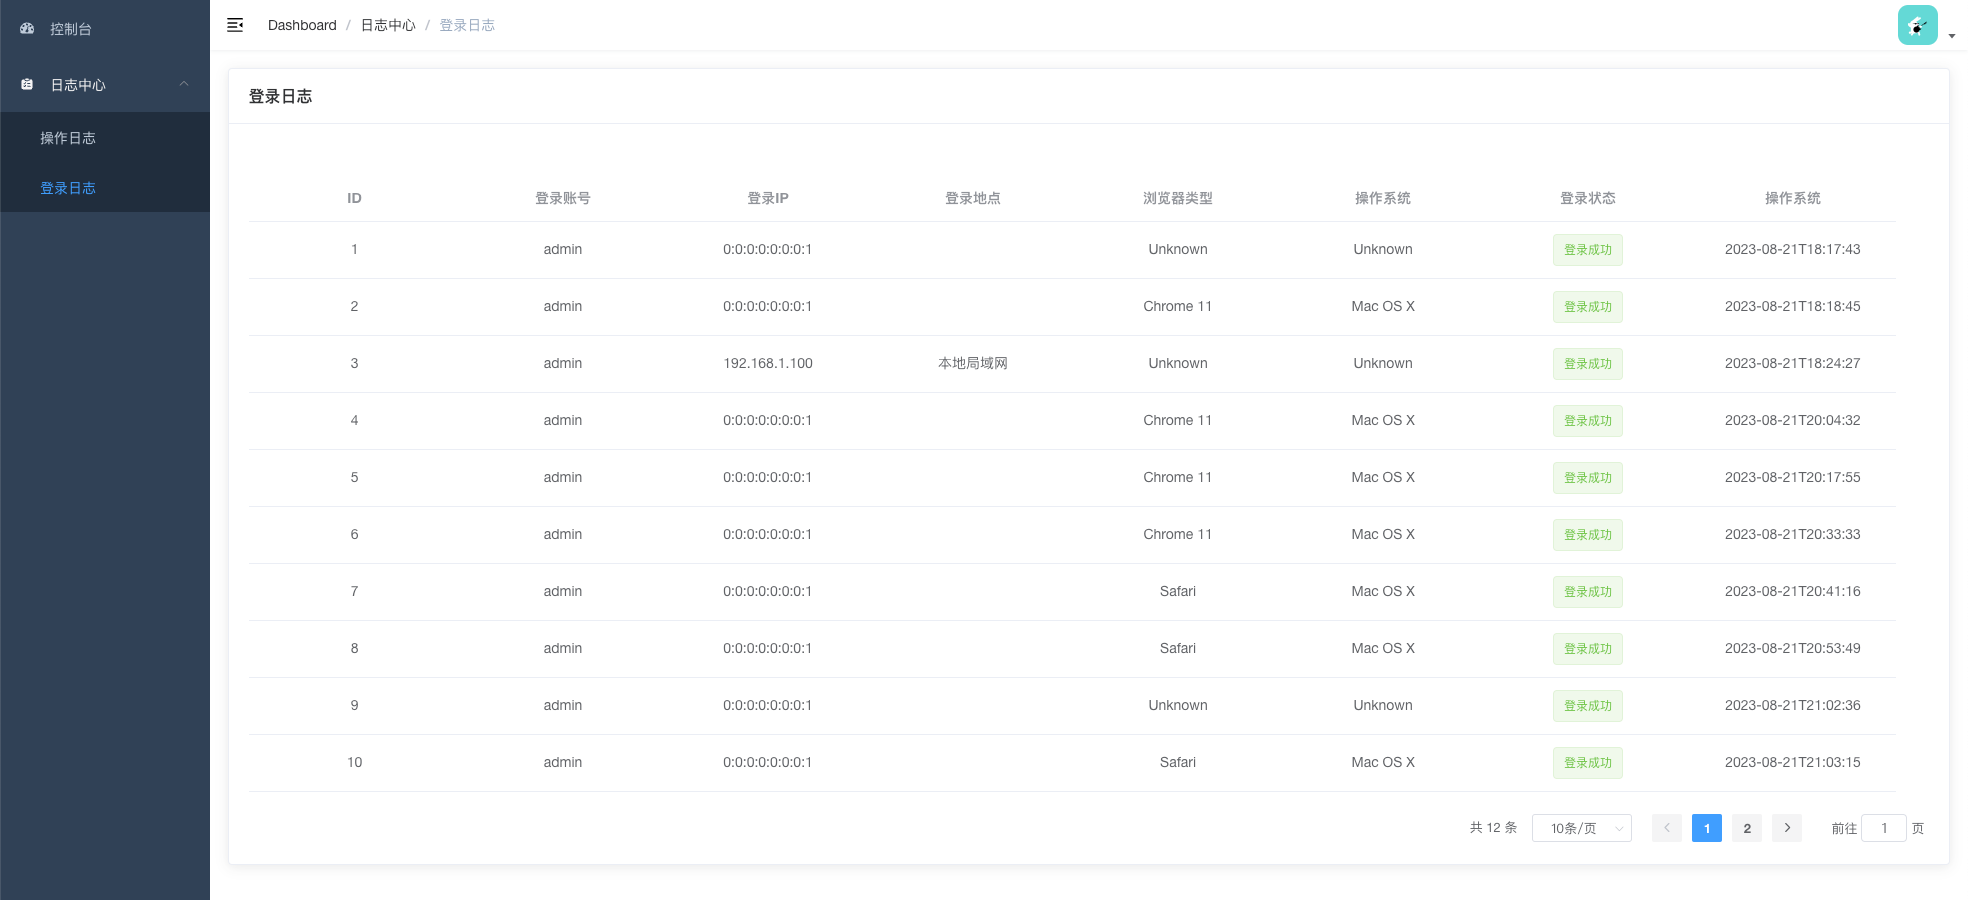 控制台
日志中心
操作日志
登录日志
Dashboard / 日志中心 / 登录日志
登录日志
ID 登录账号 登录IP 登录地点 浏览器类型 操作系统 登录状态 操作系统
1 admin 0:0:0:0:0:0:0:1 Unknown Unknown 登录成功 2023-08-21T18:17:43
2 admin 0:0:0:0:0:0:0:1 Chrome 11 Mac OS X 登录成功 2023-08-21T18:18:45
3 admin 192.168.1.100 本地局域网 Unknown Unknown 登录成功 2023-08-21T18:24:27
4 admin 0:0:0:0:0:0:0:1 Chrome 11 Mac OS X 登录成功 2023-08-21T20:04:32
5 admin 0:0:0:0:0:0:0:1 Chrome 11 Mac OS X 登录成功 2023-08-21T20:17:55
6 admin 0:0:0:0:0:0:0:1 Chrome 11 Mac OS X 登录成功 2023-08-21T20:33:33
7 admin 0:0:0:0:0:0:0:1 Safari Mac OS X 登录成功 2023-08-21T20:41:16
8 admin 0:0:0:0:0:0:0:1 Safari Mac OS X 登录成功 2023-08-21T20:53:49
9 admin 0:0:0:0:0:0:0:1 Unknown Unknown 登录成功 2023-08-21T21:02:36
10 admin 0:0:0:0:0:0:0:1 Safari Mac OS X 登录成功 2023-08-21T21:03:15
共 12 条 10条/页 1 2 前往 1 页